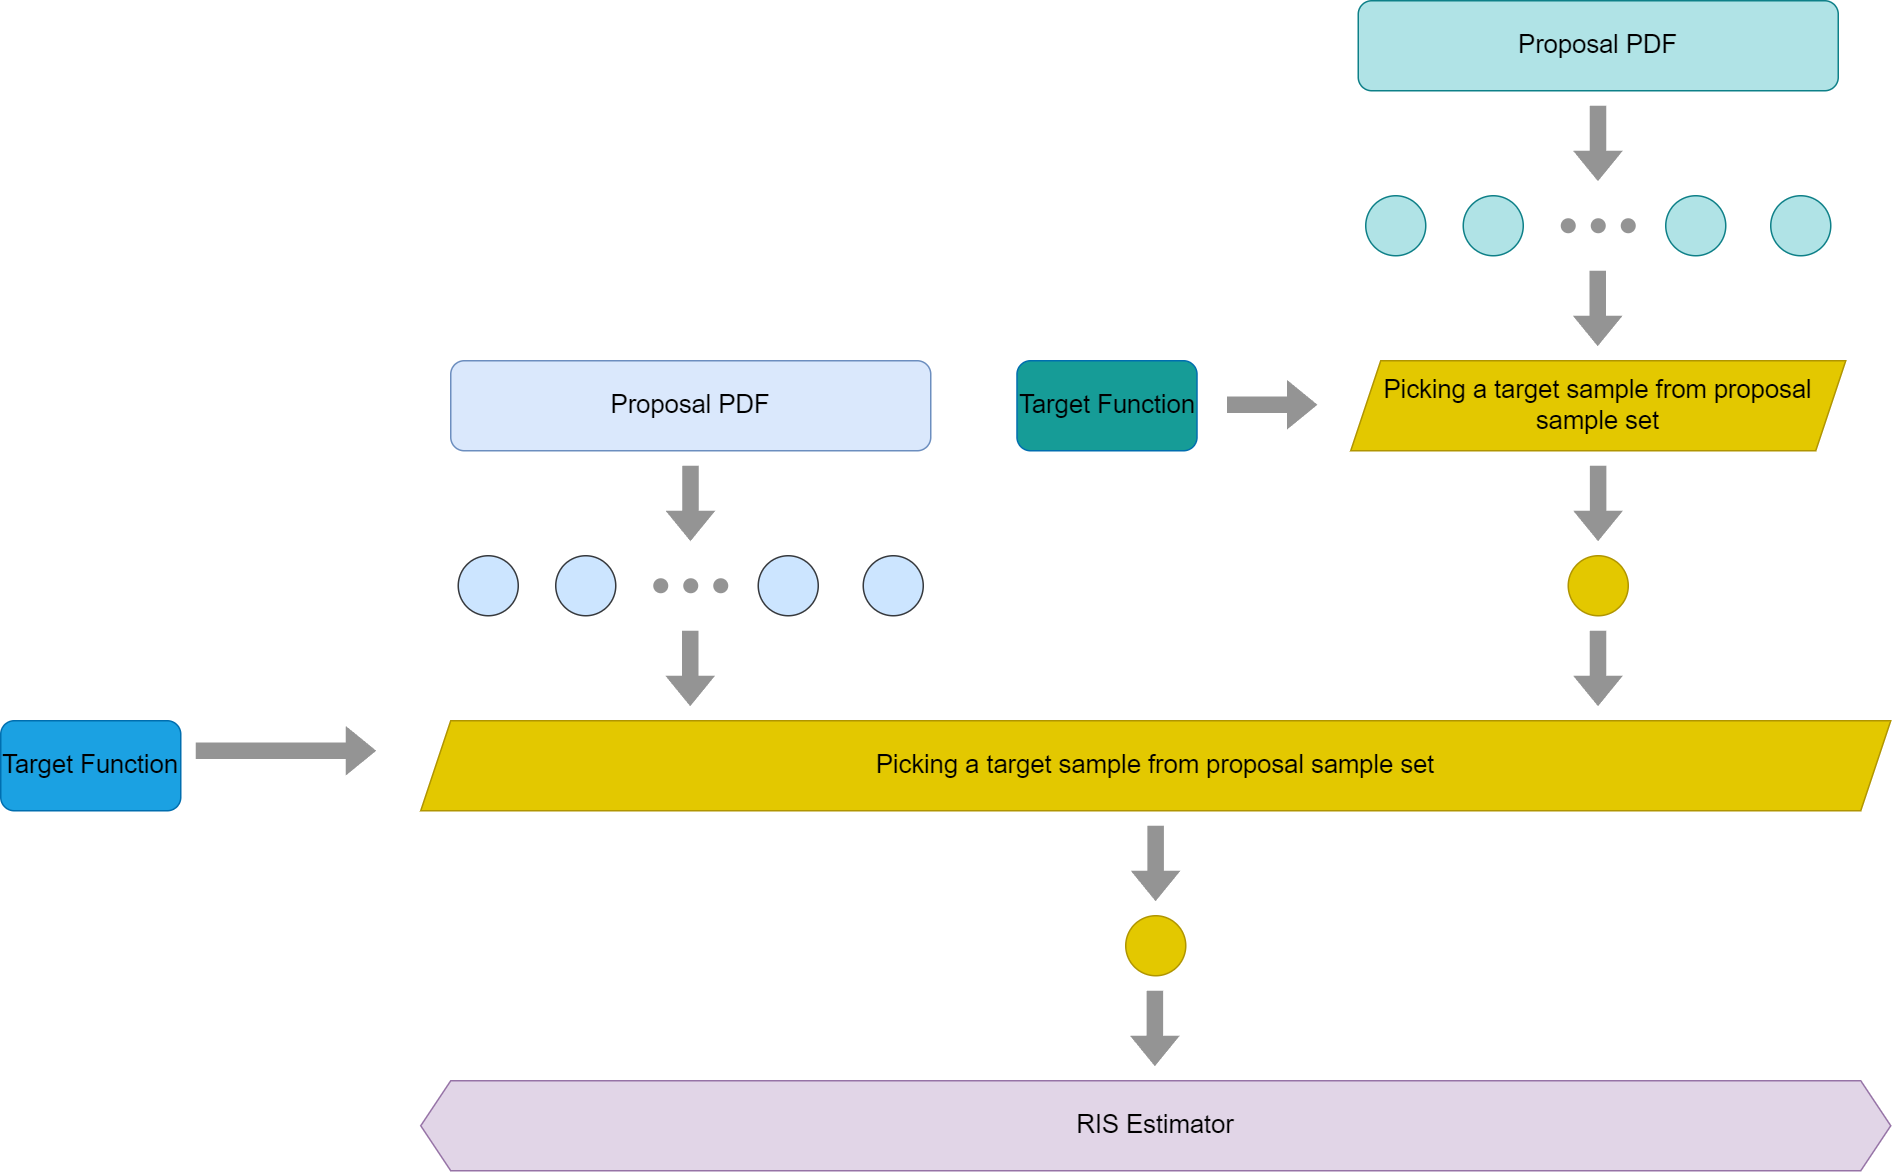 Proposal PDF
Proposal PDF
Target Function
Picking a target sample from proposal
sample set
Target Function
Picking a target sample from proposal sample set
RIS Estimator